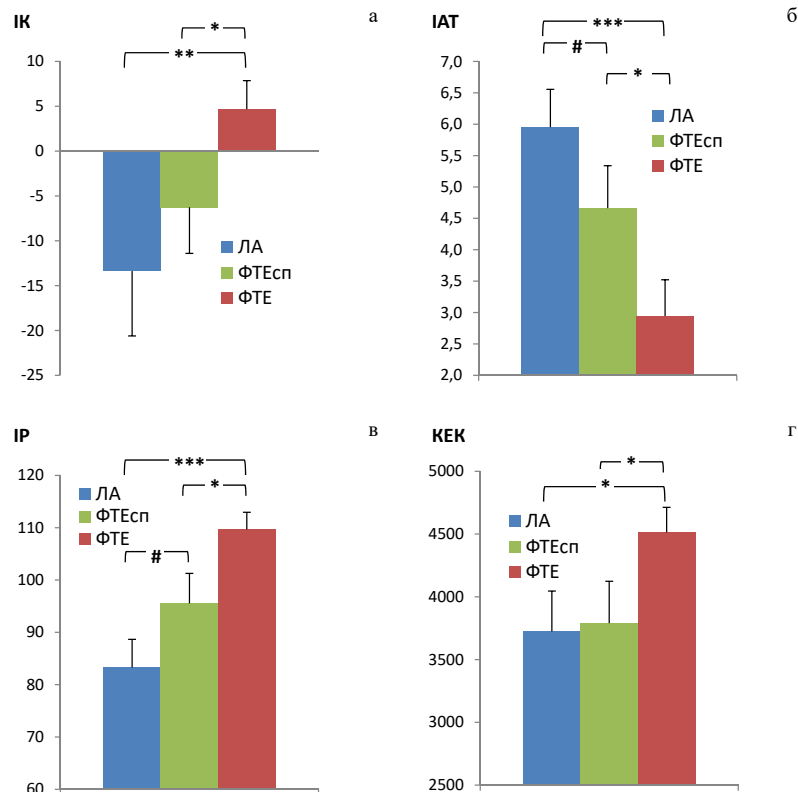 ІК
а
*
**
10
5
0
-5
-10
-15
-20
-25
ЛА
ФТЕсп
ФТЕ
ІАТ
б
***
#
*
7,0
6,5
6,0
5,5
5,0
4,5
4,0
3,5
3,0
2,5
2,0
ЛА
ФТЕсп
ФТЕ
ІР
в
***
*
#
120
110
100
90
80
70
60
ЛА
ФТЕсп
ФТЕ
КЕК
г
*
*
5000
4500
4000
3500
3000
2500
ЛА
ФТЕсп
ФТЕ